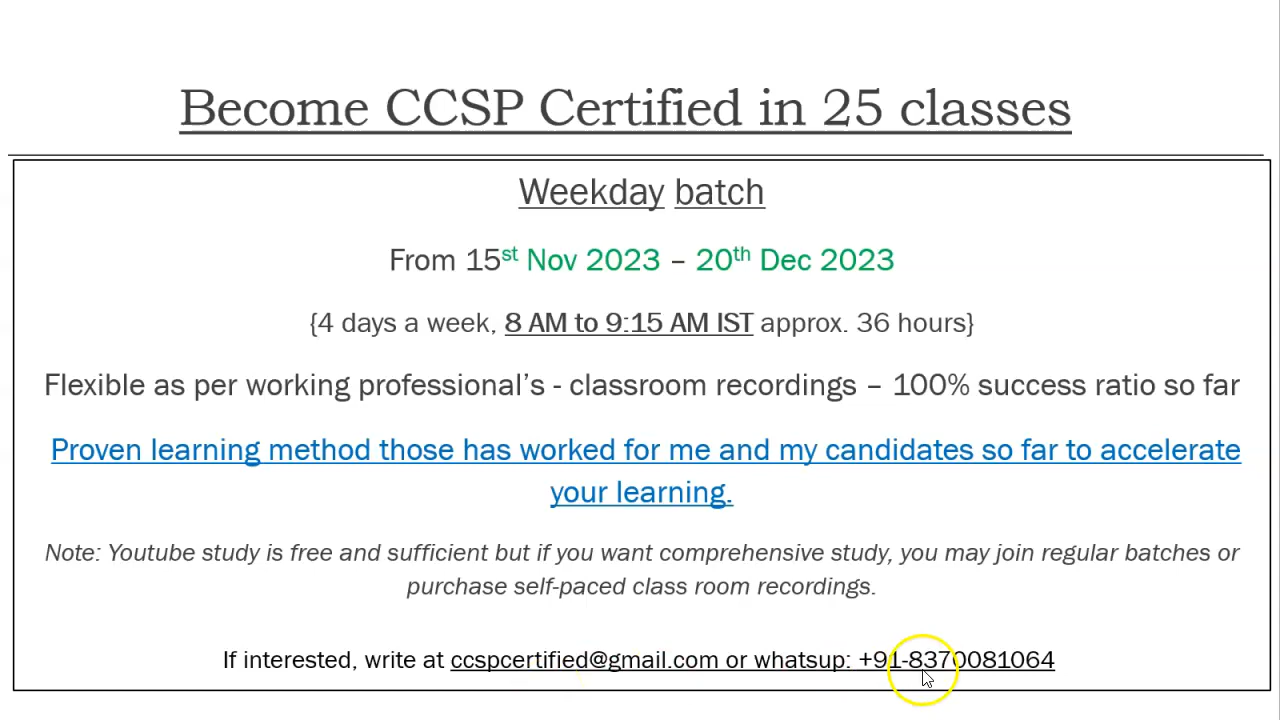 Become CCSP Certified in 25 classes
Weekday batch
From 15st Nov 2023 – 20th Dec 2023
{4 days a week, 8 AM to 9:15 AM IST approx. 36 hours}
Flexible as per working professional’s - classroom recordings – 100% success ratio so far
Proven learning method those has worked for me and my candidates so far to accelerate
your learning.
Note: Youtube study is free and sufficient but if you want comprehensive study, you may join regular batches or
purchase self-paced class room recordings.
If interested, write at ccspcertified@gmail.com or whatsup: +91-8370081064